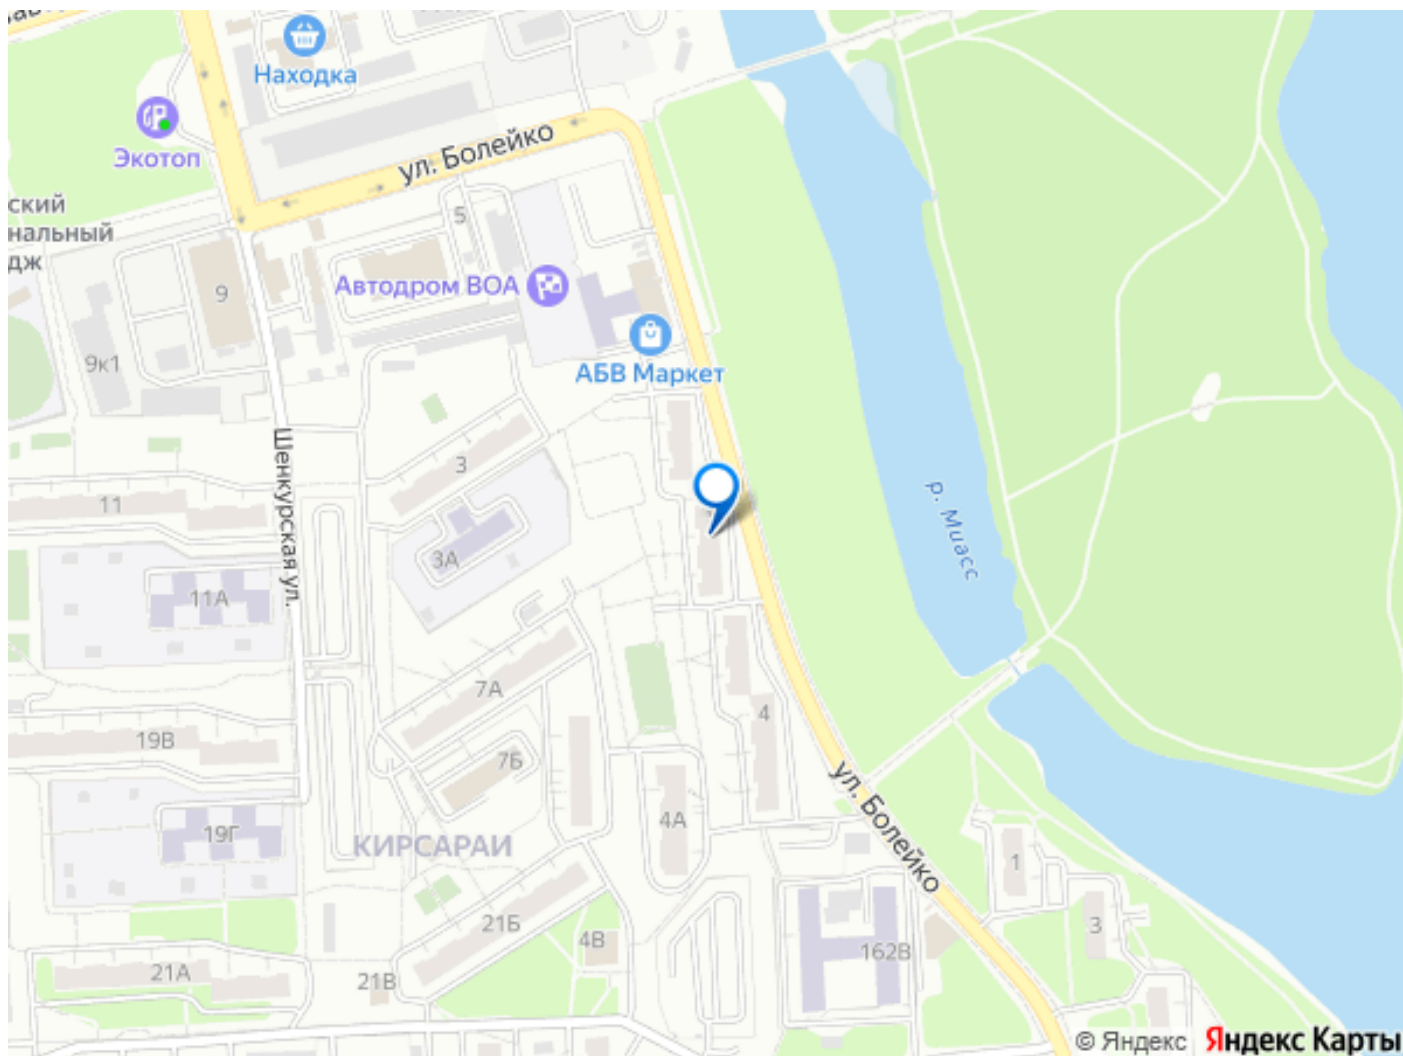 Находка
Экотоп
ул. Болейко
ский
нальный
дж
5
9
Автодром ВОА
9к1
АБВ Маркет
Шенкурская ул.
3
11
р. Миасс
3А
11А
7А
4
19В
7Б
ул. Болейко
4А
19Г
КИРСАРАИ
1
21Б
3
4В
162В
21А
21В
© Яндекс Яндекс Карты